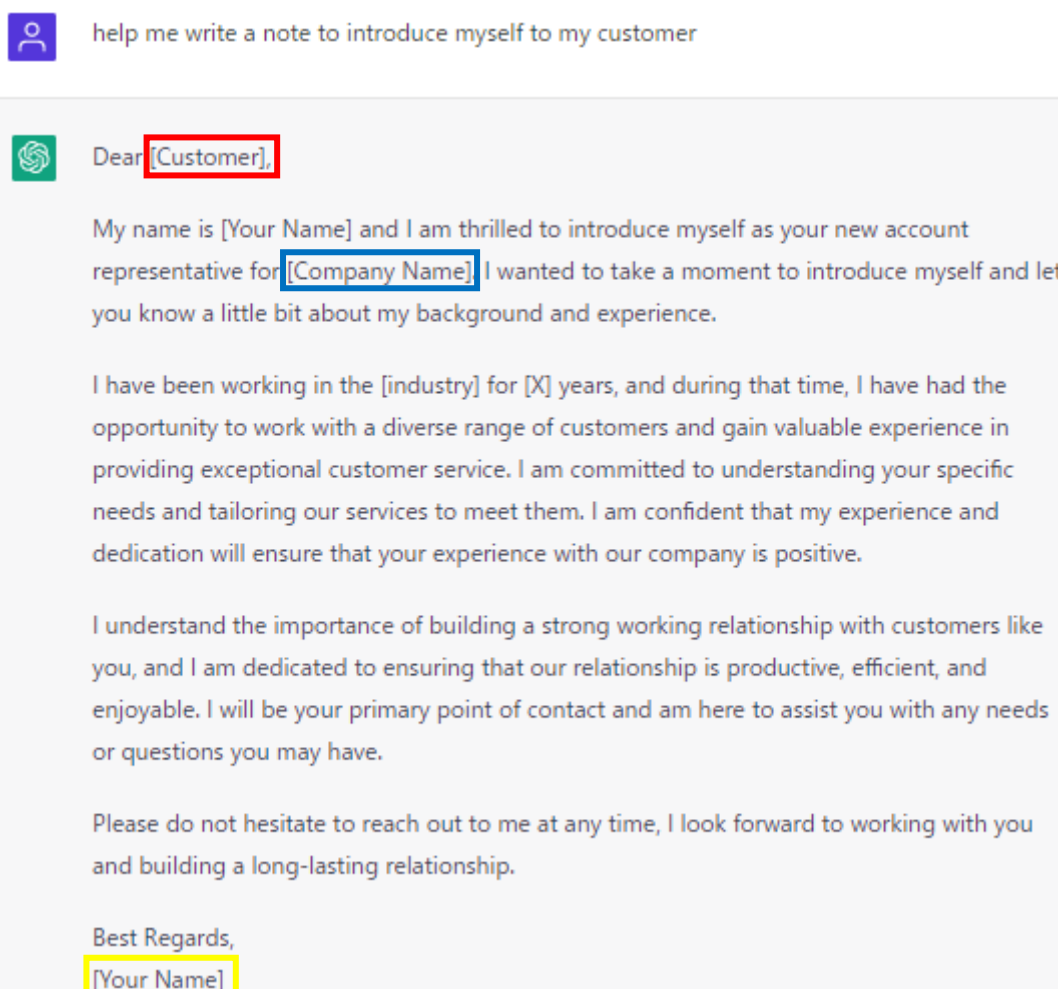 help me write a note to introduce myself to my customer
Dear [Customer],
My name is [Your Name] and I am thrilled to introduce myself as your new account
representative for [Company Name]. I wanted to take a moment to introduce myself and let
you know a little bit about my background and experience.
I have been working in the [industry] for [X] years, and during that time, I have had the
opportunity to work with a diverse range of customers and gain valuable experience in
providing exceptional customer service. I am committed to understanding your specific
needs and tailoring our services to meet them. I am confident that my experience and
dedication will ensure that your experience with our company is positive.
I understand the importance of building a strong working relationship with customers like
you, and I am dedicated to ensuring that our relationship is productive, efficient, and
enjoyable. I will be your primary point of contact and am here to assist you with any needs
or questions you may have.
Please do not hesitate to reach out to me at any time, I look forward to working with you
and building a long-lasting relationship.
Best Regards,
[Your Name]